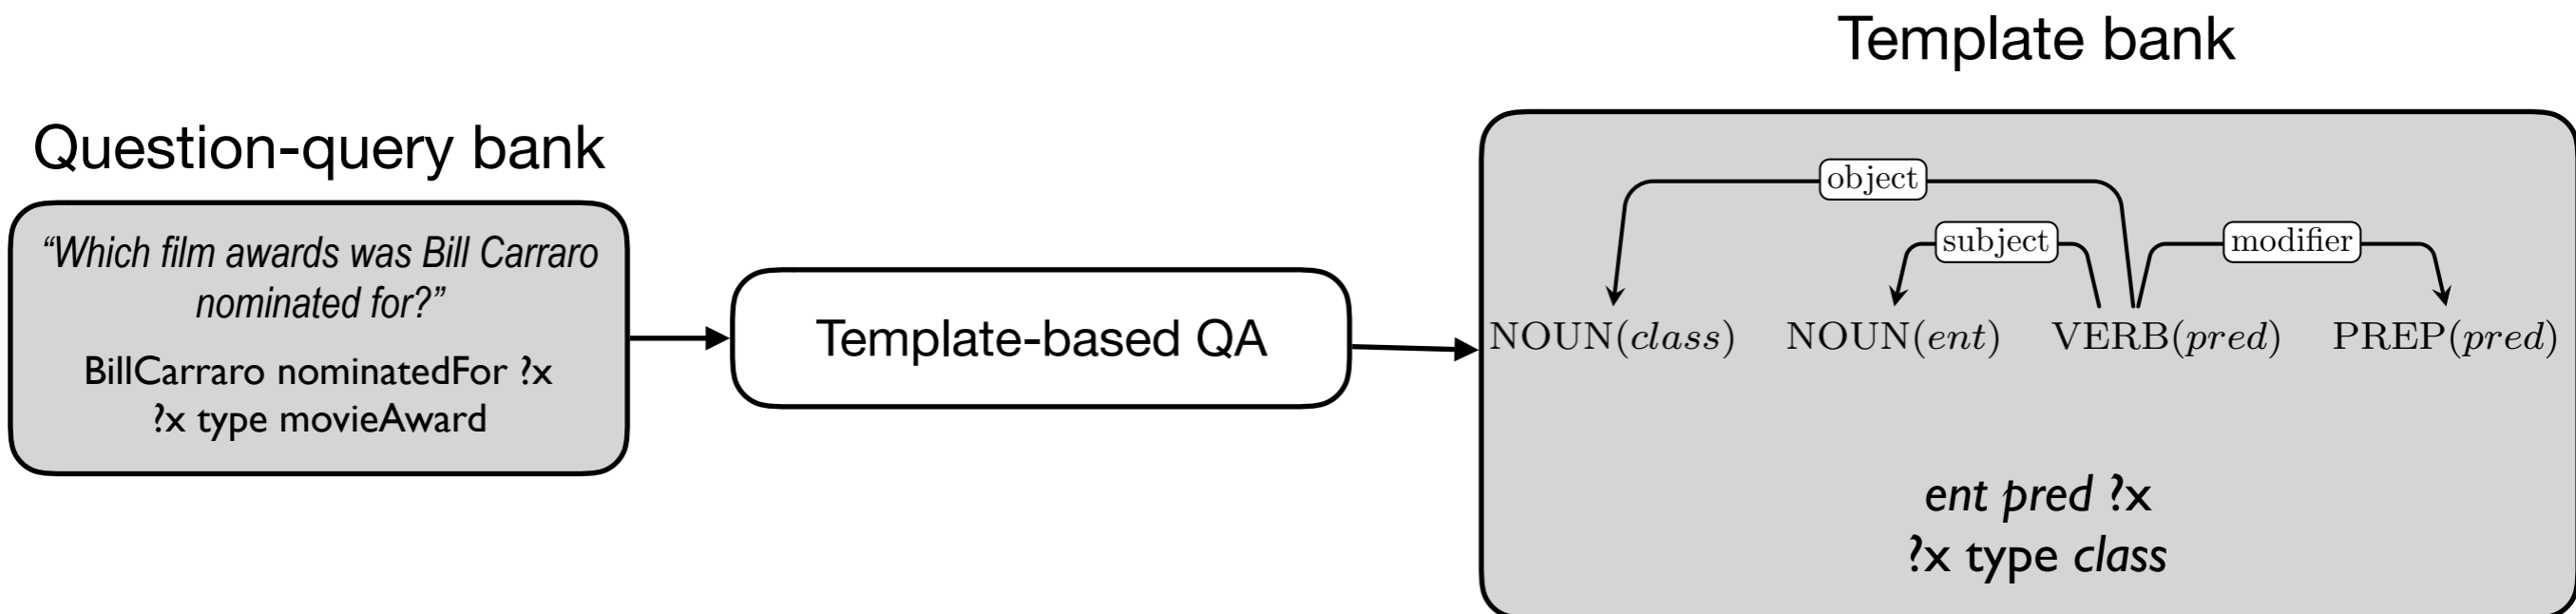 Template bank
Question-query bank
“Which film awards was Bill Carraro
nominated for?”
BillCarraro nominatedFor ?x
?x type movieAward
Template-based QA
object
subject
modifier
NOUN(class) NOUN(ent) VERB(pred) PREP(pred)
ent pred ?x
?x type class